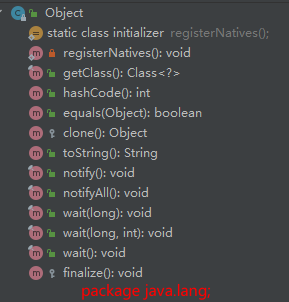 Object
static class initializer registerNatives();
registerNatives(): void
getClass(): Class<?>
hashCode(): int
equals(Object): boolean
clone(): Object
toString(): String
notify(): void
notifyAll(): void
wait(long): void
wait(long, int): void
wait(): void
finalize(): void
package java.lang;